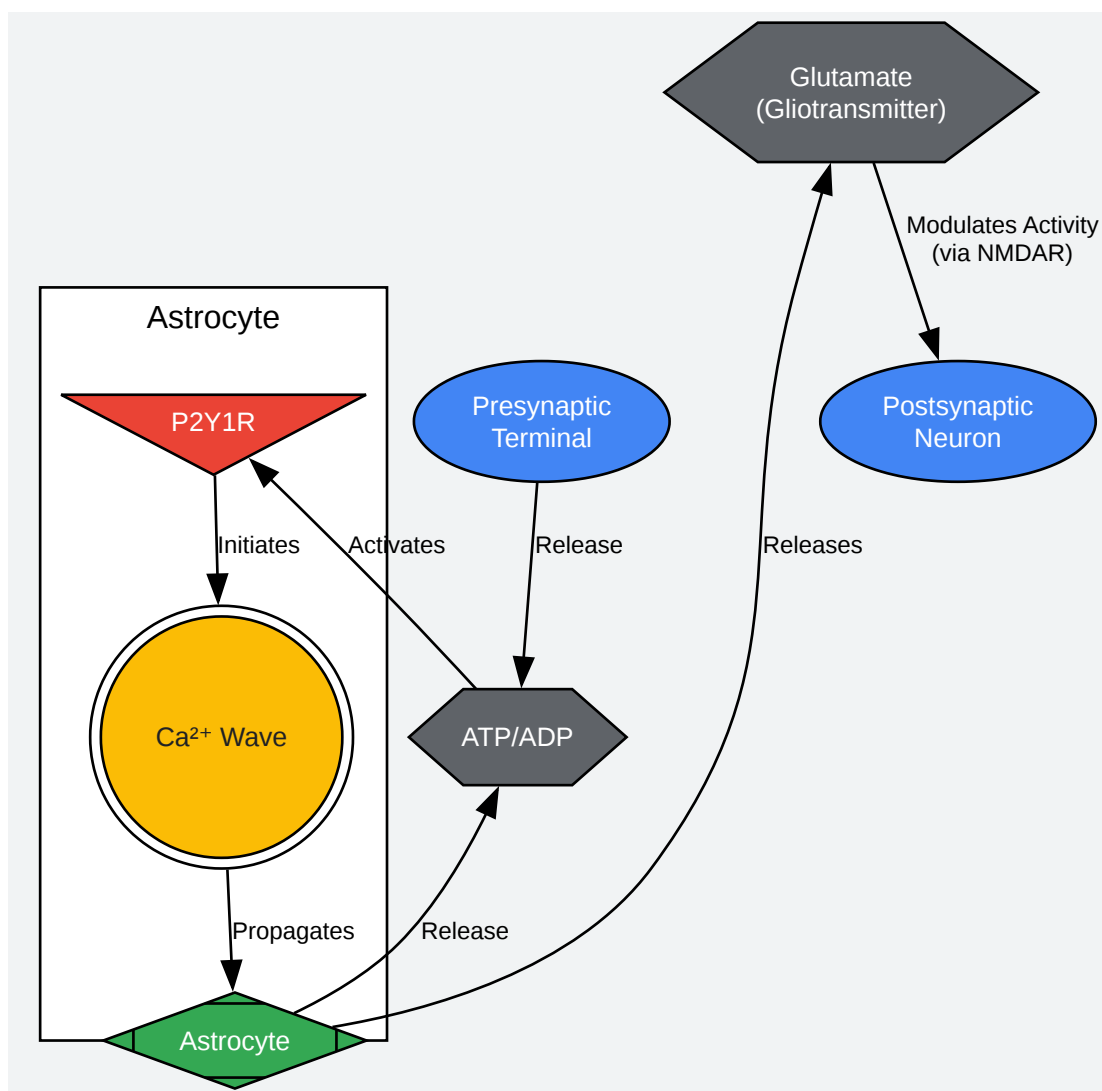 Glutamate
(Gliotransmitter)
Modulates Activity
(via NMDAR)
Astrocyte
P2Y1R
Presynaptic
Terminal
Postsynaptic
Neuron
Initiates
Activates
Release
Releases
Ca²⁺ Wave
ATP/ADP
Propagates
Release
Astrocyte